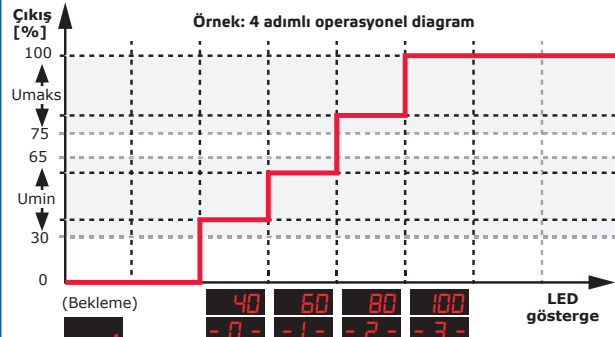 Çıkış
[%]
Örnek: 4 adımlı operasyonel diagram
100
Umaks
75
65
Umin
30
0
(Bekleme)
40 60 80 100
LED
gösterge
- 0 - - 1 - - 2 - - 3 -